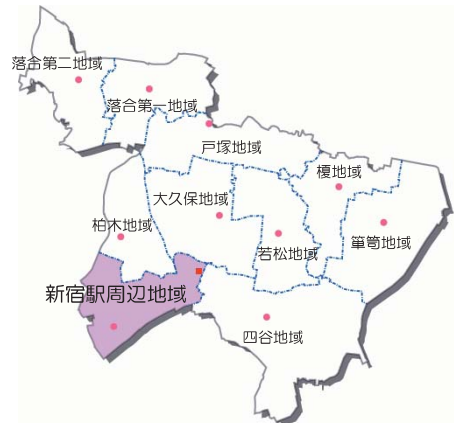 落合第二地域
落合第一地域
戸塚地域
榎地域
大久保地域
柏木地域
若松地域
箪笥地域
新宿駅周辺地域
四谷地域